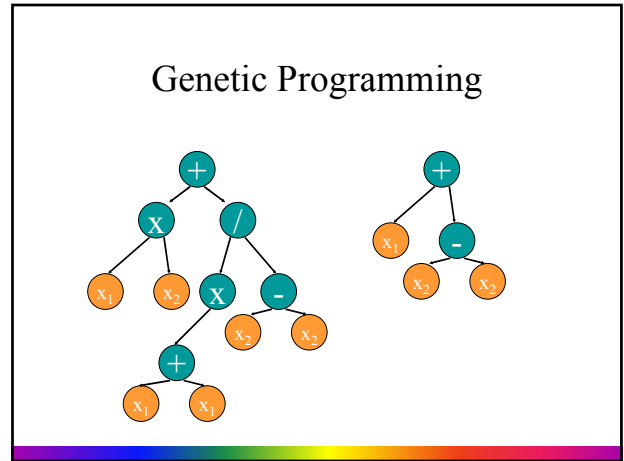 Genetic Programming
+ +
x / x₁ -
x₁ x₂ x - x₂ x₂
x₂ x₂
+
x₁ x₁